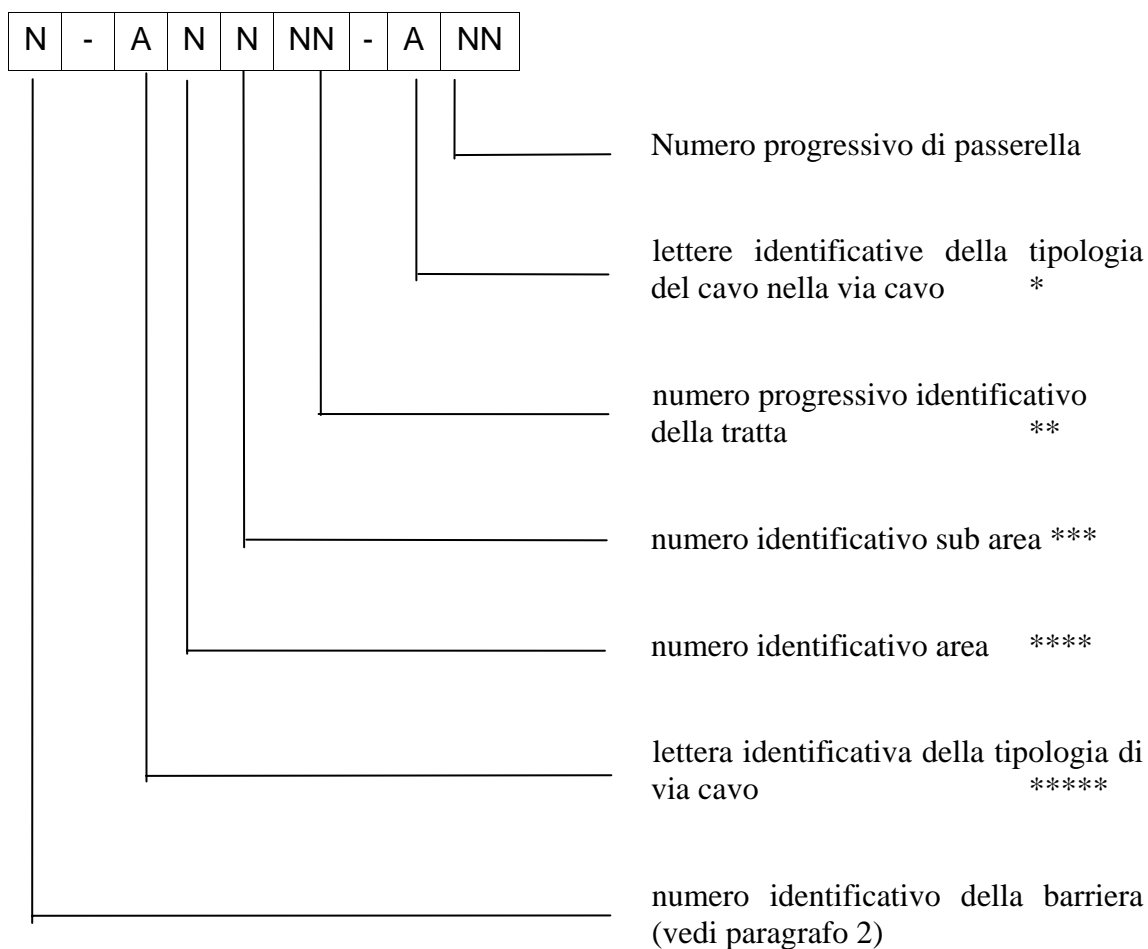 N - A N N NN - A NN
Numero progressivo di passerella
lettere identificative della tipologia
del cavo nella via cavo *
numero progressivo identificativo
della tratta **
numero identificativo sub area ***
numero identificativo area ****
lettera identificativa della tipologia di
via cavo *****
numero identificativo della barriera
(vedi paragrafo 2)